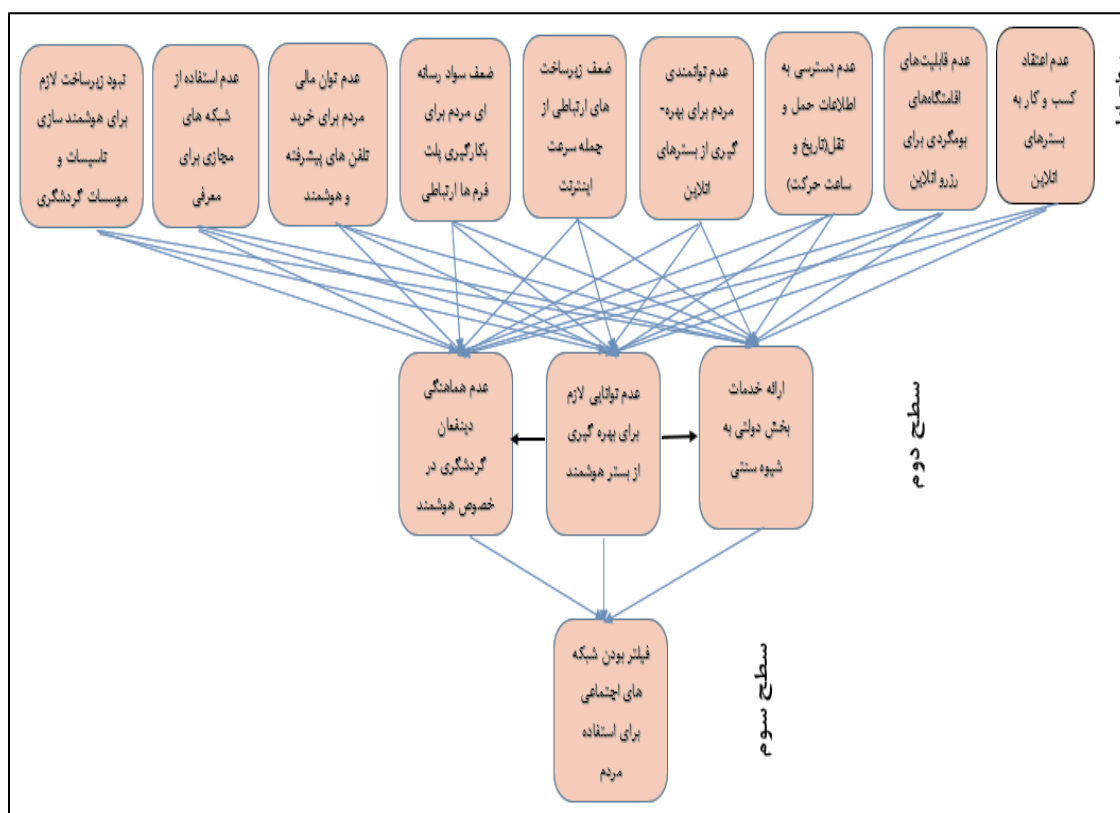 عدم اعتقاد
کسب و کار به
بسترهای
انلاین
عدم قابلیت‌های
اقامتگاه‌های
بومگردی برای
رزرو انلاین
عدم دسترسی به
اطلاعات حمل و
نقل(تاریخ و
ساعت حرکت)
عدم توانمندی
مردم برای بهره-
گیری از بسترهای
انلاین
ضعف زیرساخت
های ارتباطی از
جمله سرعت
اینترنت
ضعف سواد رسانه
ای مردم برای
بکارگیری پلت
فرم ها ارتباطی
عدم توان مالی
مردم برای خرید
تلفن های پیشرفته
و هوشمند
عدم استفاده از
شبکه های
مجازی برای
معرفی
نبود زیرساخت لازم
برای هوشمند سازی
تاسیسات و
موسسات گردشگری
سطح دوم
ارائه خدمات
بخش دولتی به
شیوه سنتی
عدم توانایی لازم
برای بهره گیری
از بستر هوشمند
عدم هماهنگی
ذینفعان
گردشگری در
خصوص هوشمند
سطح سوم
فیلتر بودن شبکه
های اجتماعی
برای استفاده
مردم